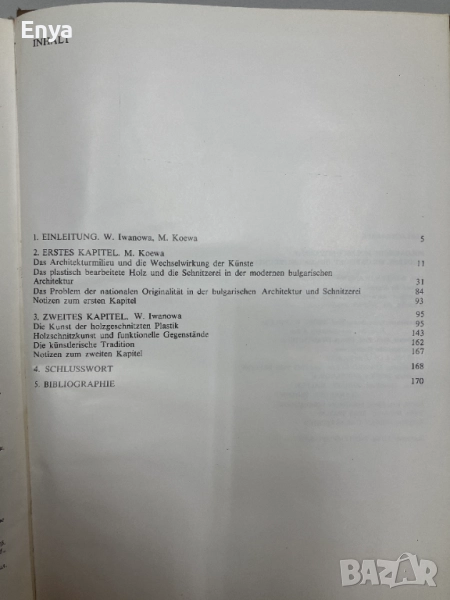 Enya
INHALT
1. EINLEITUNG. W. Iwanowa, M. Koewa 5
2. ERSTES KAPITEL. M. Koewa
Das Architekturmilieu und die Wechselwirkung der Künste 11
Das plastisch bearbeitete Holz und die Schnitzerei in der modernen bulgarischen
Architektur 31
Das Problem der nationalen Originalität in der bulgarischen Architektur und Schnitzerei 84
Notizen zum ersten Kapitel 93
3. ZWEITES KAPITEL. W. Iwanowa 95
Die Kunst der holzgeschnitzten Plastik 95
Holzschnitzkunst und funktionelle Gegenstände 143
Die künstlerische Tradition 162
Notizen zum zweiten Kapitel 167
4. SCHLUSSWORT 168
5. BIBLIOGRAPHIE 170
BAZAR.bg